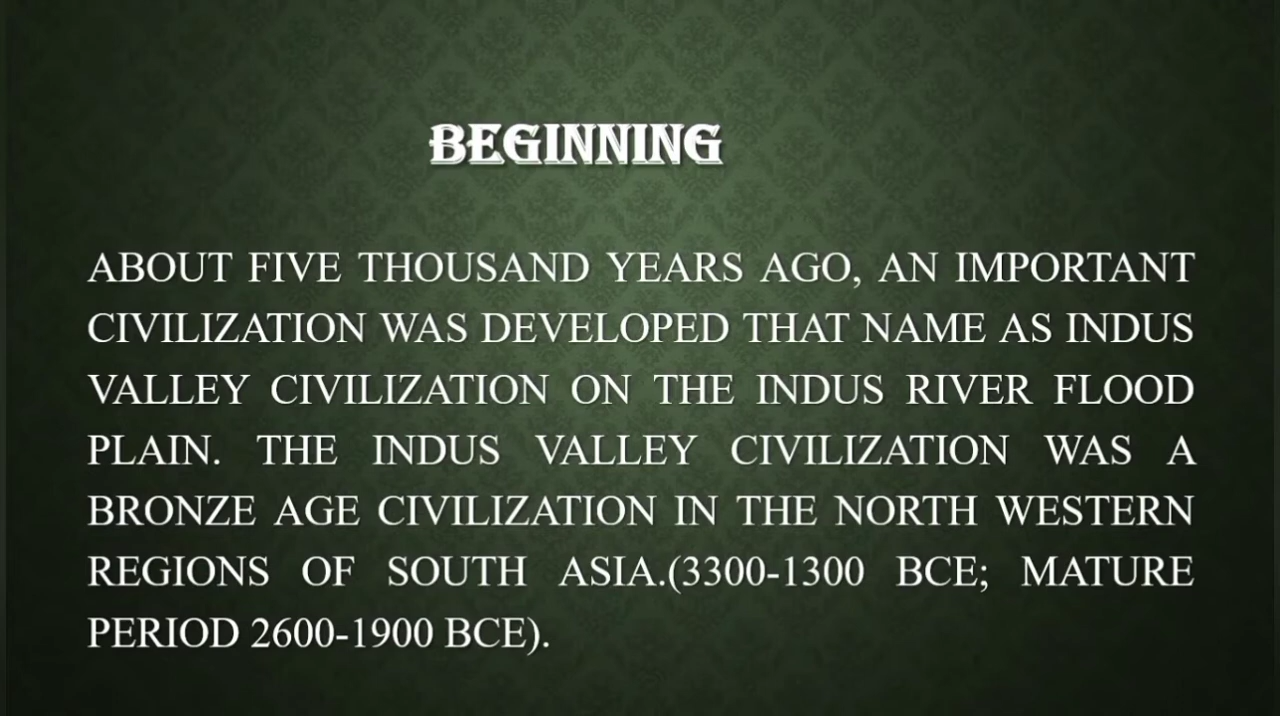 BEGINNING
ABOUT FIVE THOUSAND YEARS AGO, AN IMPORTANT
CIVILIZATION WAS DEVELOPED THAT NAME AS INDUS
VALLEY CIVILIZATION ON THE INDUS RIVER FLOOD
PLAIN. THE INDUS VALLEY CIVILIZATION WAS A
BRONZE AGE CIVILIZATION IN THE NORTH WESTERN
REGIONS OF SOUTH ASIA.(3300-1300 BCE; MATURE
PERIOD 2600-1900 BCE).